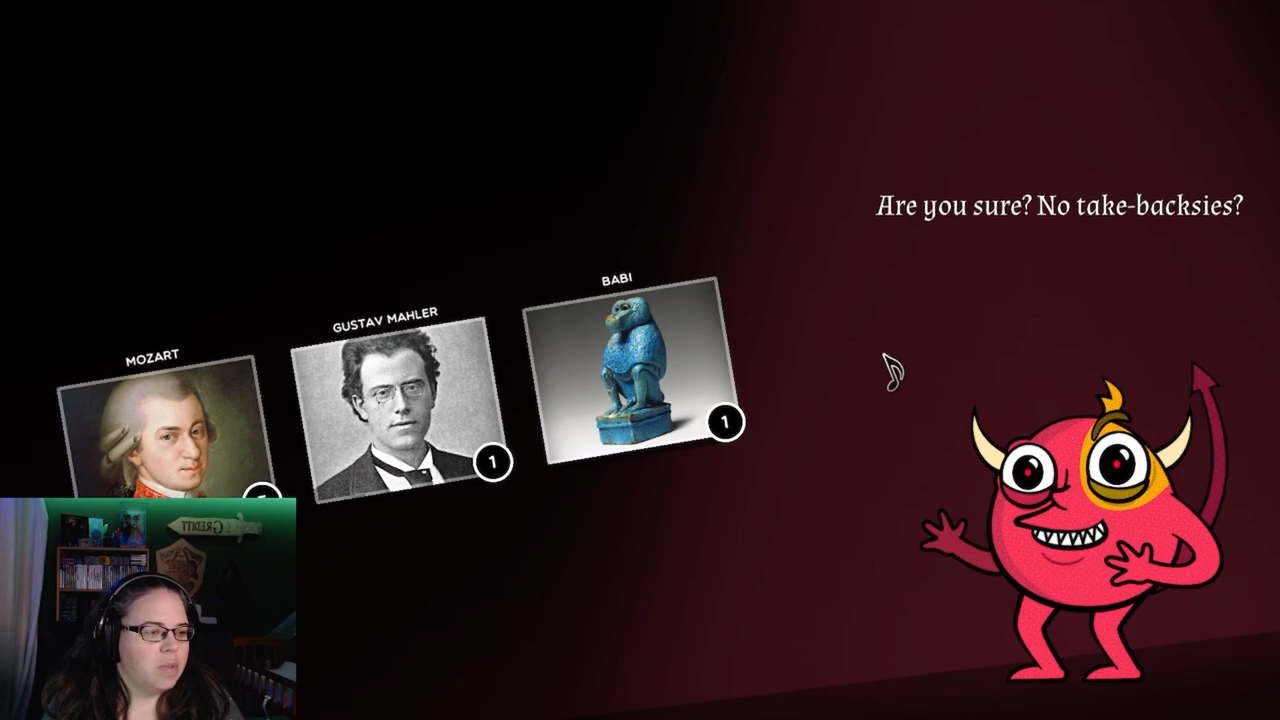 Are you sure? No take-backsies?
BABI
GUSTAV MAHLER
MOZART
1
1